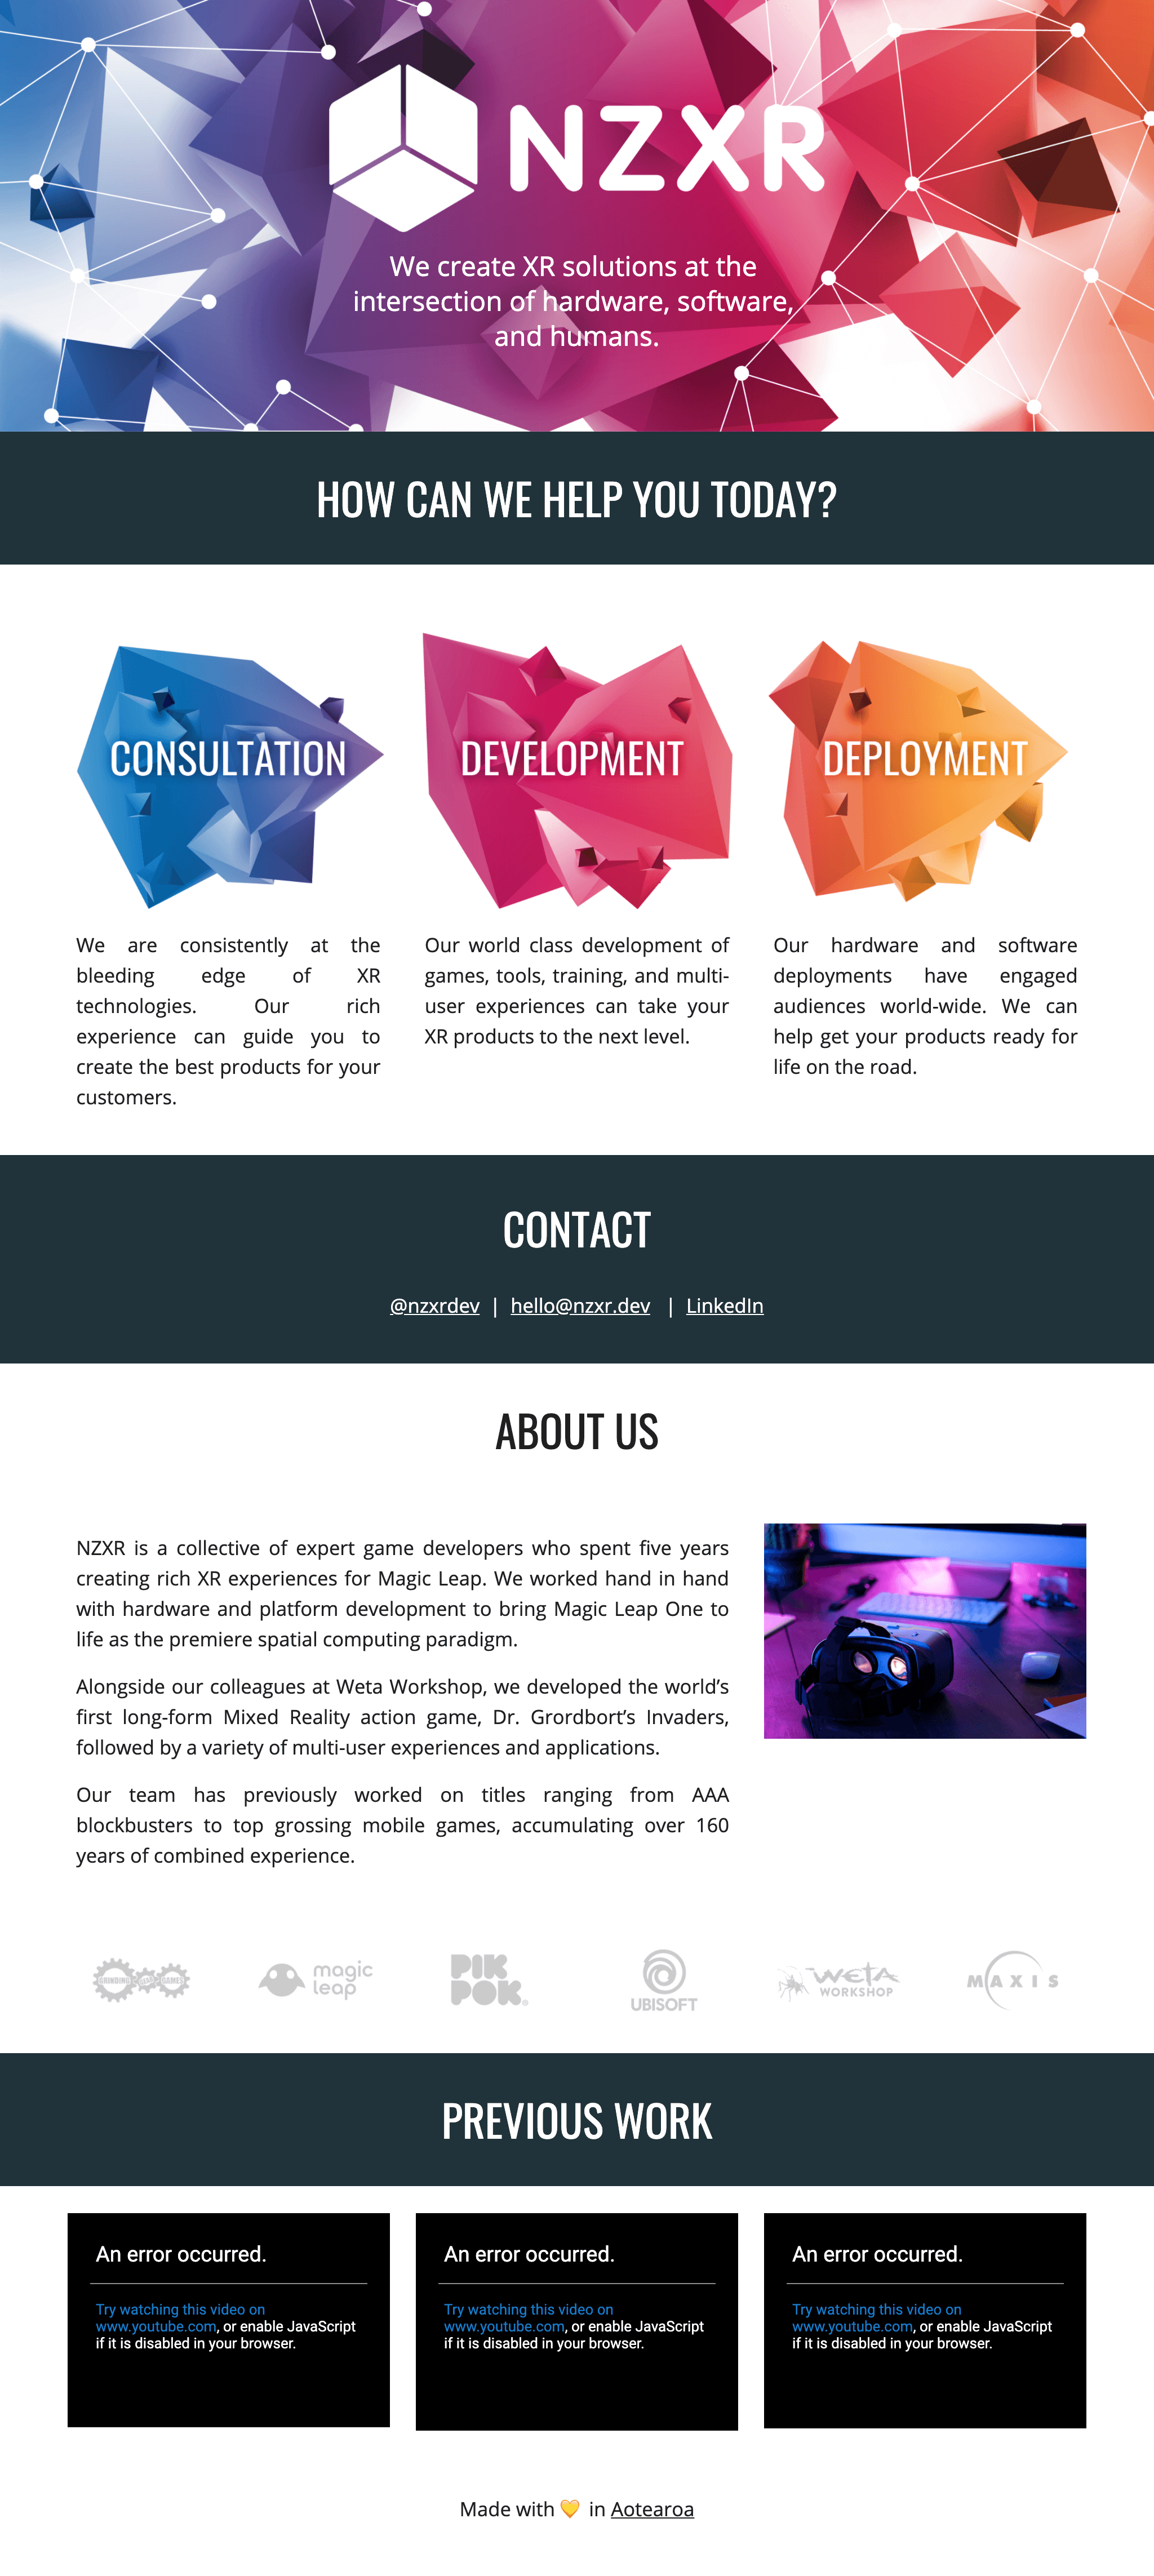 NZXR
We create XR solutions at the
intersection of hardware, software,
and humans.
HOW CAN WE HELP YOU TODAY?
CONSULTATION
We are consistently at the
bleeding edge of XR
technologies. Our rich
experience can guide you to
create the best products for your
customers.
DEVELOPMENT
Our world class development of
games, tools, training, and multi-
user experiences can take your
XR products to the next level.
DEPLOYMENT
Our hardware and software
deployments have engaged
audiences world-wide. We can
help get your products ready for
life on the road.
CONTACT
@nzxrdev | hello@nzxr.dev | LinkedIn
ABOUT US
NZXR is a collective of expert game developers who spent five years
creating rich XR experiences for Magic Leap. We worked hand in hand
with hardware and platform development to bring Magic Leap One to
life as the premiere spatial computing paradigm.
Alongside our colleagues at Weta Workshop, we developed the world’s
first long-form Mixed Reality action game, Dr. Grordbort’s Invaders,
followed by a variety of multi-user experiences and applications.
Our team has previously worked on titles ranging from AAA
blockbusters to top grossing mobile games, accumulating over 160
years of combined experience.
GRINDING GEAR GAMES
magic
leap
PIK
POK®
UBISOFT
WETA
WORKSHOP
MAXIS
PREVIOUS WORK
An error occurred.
Try watching this video on
www.youtube.com, or enable JavaScript
if it is disabled in your browser.
An error occurred.
Try watching this video on
www.youtube.com, or enable JavaScript
if it is disabled in your browser.
An error occurred.
Try watching this video on
www.youtube.com, or enable JavaScript
if it is disabled in your browser.
Made with 💛 in Aotearoa